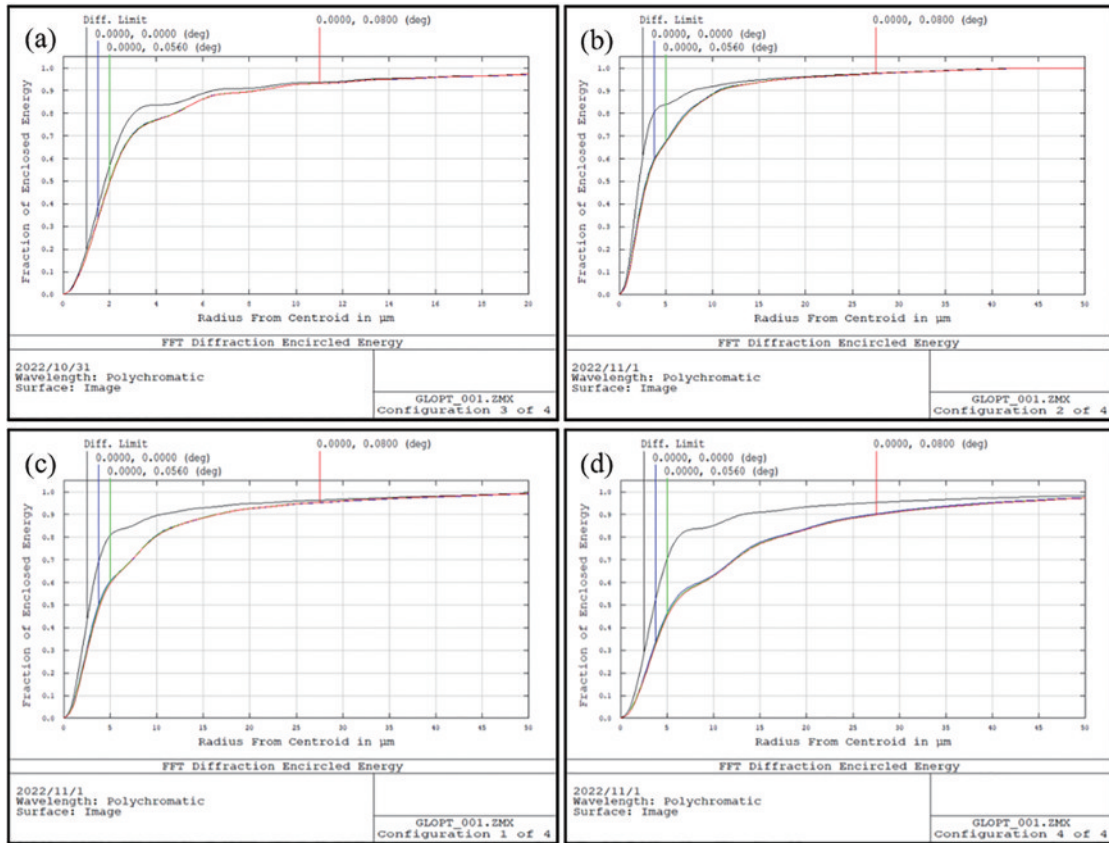 (a)
Diff. Limit
0.0000, 0.0000 (deg)
0.0000, 0.0560 (deg)
0.0000, 0.0800 (deg)
Fraction of Enclosed Energy
1.0
0.9
0.8
0.7
0.6
0.5
0.4
0.3
0.2
0.1
0.0
0 2 4 6 8 10 12 14 16 18 20
Radius From Centroid in µm
FFT Diffraction Encircled Energy
2022/10/31
Wavelength: Polychromatic
Surface: Image
GLOPT_001.ZMX
Configuration 3 of 4
(b)
Diff. Limit
0.0000, 0.0000 (deg)
0.0000, 0.0560 (deg)
0.0000, 0.0800 (deg)
Fraction of Enclosed Energy
1.0
0.9
0.8
0.7
0.6
0.5
0.4
0.3
0.2
0.1
0.0
0 5 10 15 20 25 30 35 40 45 50
Radius From Centroid in µm
FFT Diffraction Encircled Energy
2022/11/1
Wavelength: Polychromatic
Surface: Image
GLOPT_001.ZMX
Configuration 2 of 4
(c)
Diff. Limit
0.0000, 0.0000 (deg)
0.0000, 0.0560 (deg)
0.0000, 0.0800 (deg)
Fraction of Enclosed Energy
1.0
0.9
0.8
0.7
0.6
0.5
0.4
0.3
0.2
0.1
0.0
0 5 10 15 20 25 30 35 40 45 50
Radius From Centroid in µm
FFT Diffraction Encircled Energy
2022/11/1
Wavelength: Polychromatic
Surface: Image
GLOPT_001.ZMX
Configuration 1 of 4
(d)
Diff. Limit
0.0000, 0.0000 (deg)
0.0000, 0.0560 (deg)
0.0000, 0.0800 (deg)
Fraction of Enclosed Energy
1.0
0.9
0.8
0.7
0.6
0.5
0.4
0.3
0.2
0.1
0.0
0 5 10 15 20 25 30 35 40 45 50
Radius From Centroid in µm
FFT Diffraction Encircled Energy
2022/11/1
Wavelength: Polychromatic
Surface: Image
GLOPT_001.ZMX
Configuration 4 of 4